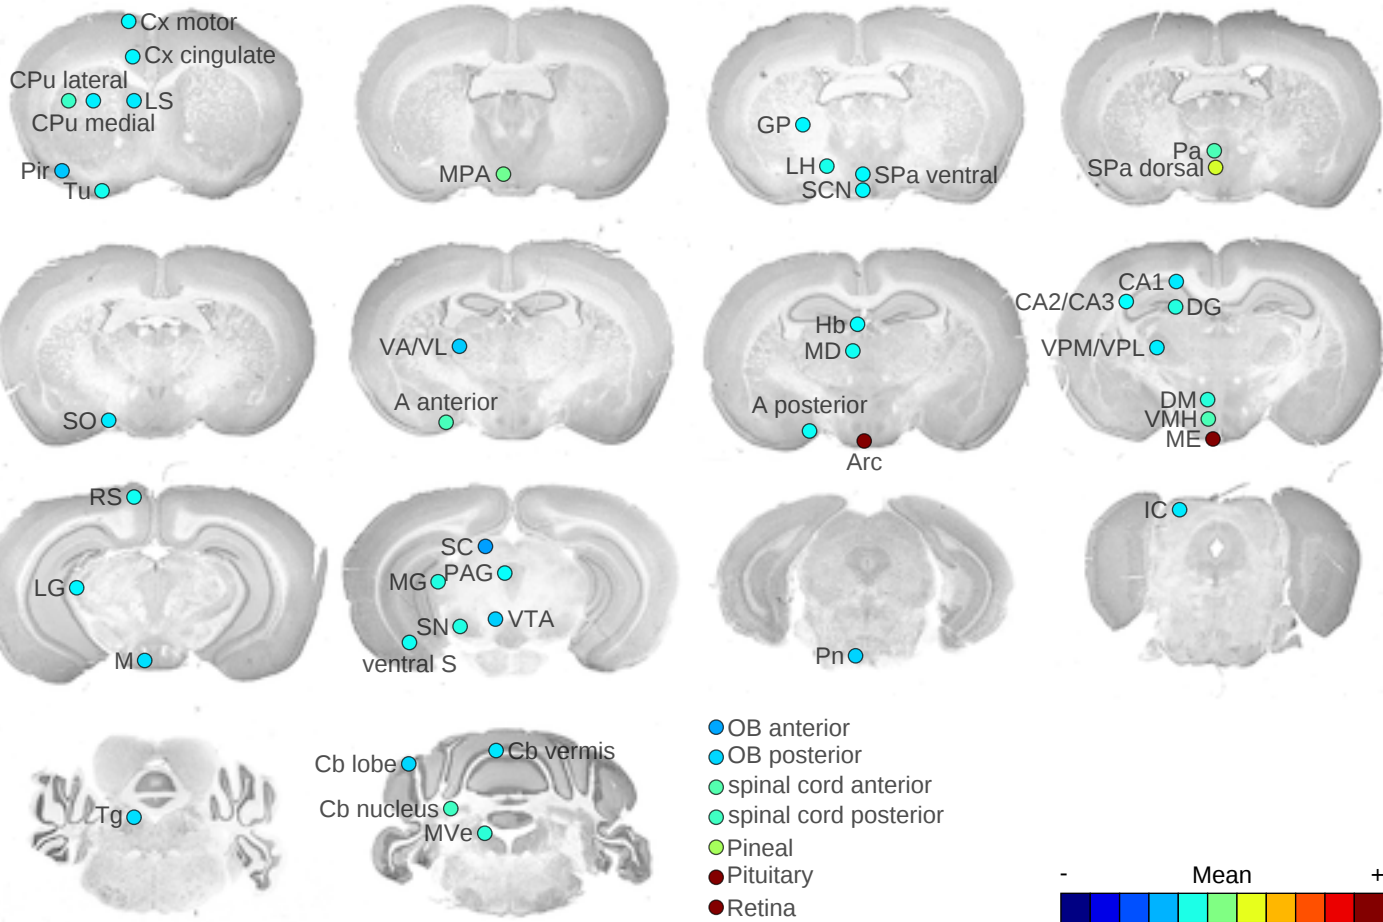 Cx motor
Cx cingulate
CPu lateral
LS
CPu medial
Pir
Tu
MPA
GP
LH
SPa ventral
SCN
Pa
SPa dorsal
SO
VA/VL
A anterior
Hb
MD
A posterior
Arc
CA1
CA2/CA3
DG
VPM/VPL
DM
VMH
ME
RS
LG
M
SC
PAG
MG
VTA
SN
ventral S
Pn
IC
Tg
Cb lobe
Cb vermis
Cb nucleus
MVe
OB anterior
OB posterior
spinal cord anterior
spinal cord posterior
Pineal
Pituitary
Retina
- Mean +